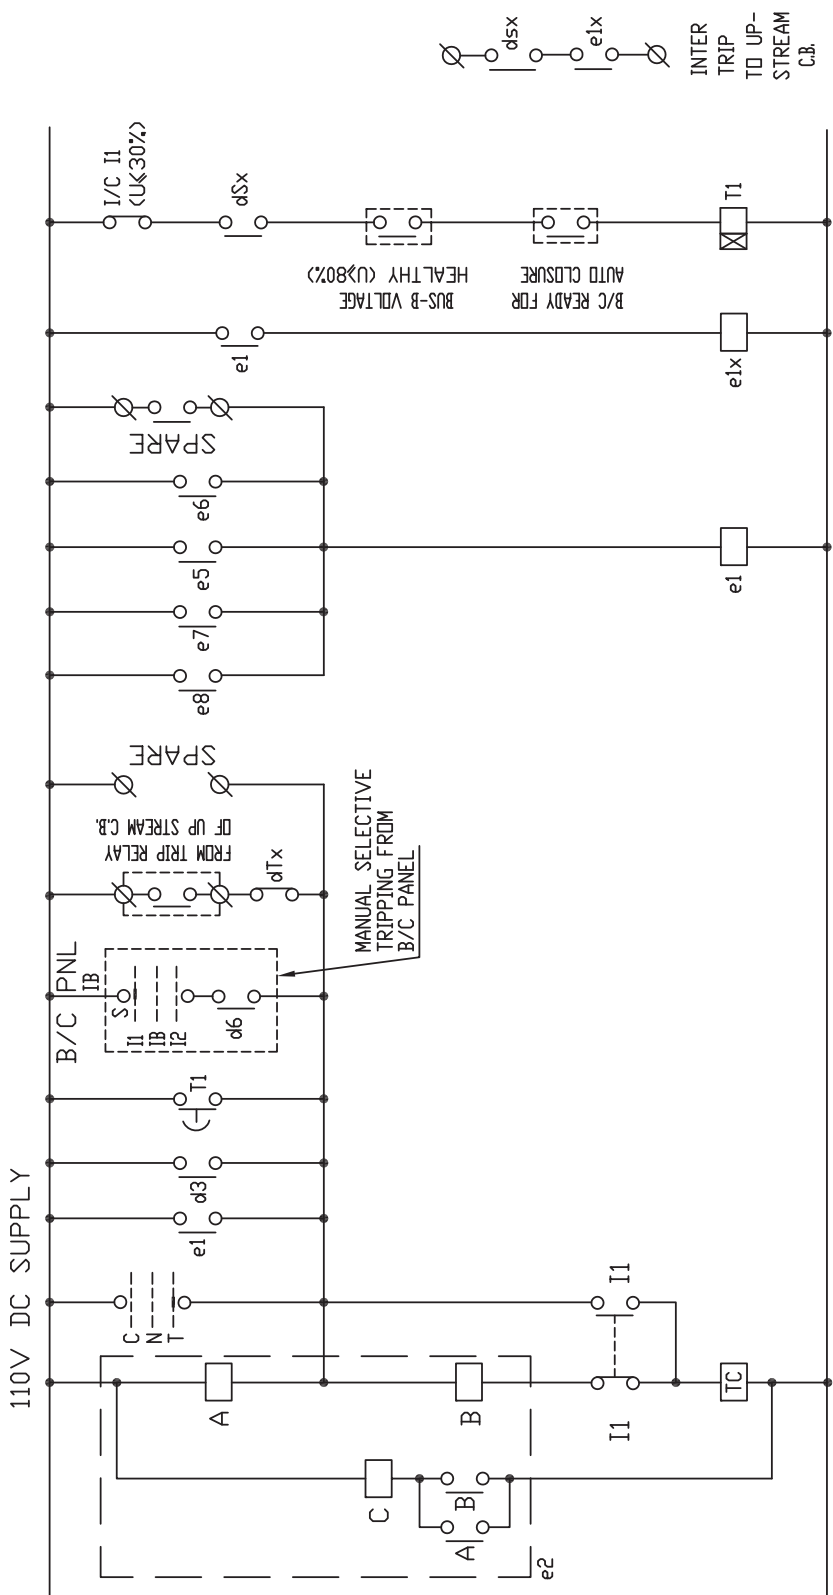 110V DC SUPPLY
INTER
TRIP
TO UP-
STREAM
C.B.
dsx
e1x
I/C I1
(U≤30%)
dSx
BUS-B VOLTAGE
HEALTHY (U≥80%)
B/C READY FOR
AUTO CLOSURE
T1
e1
e1x
SPARE
e6
e5
e7
e8
e1
SPARE
FROM TRIP RELAY
OF UP STREAM C.B.
dTx
MANUAL SELECTIVE
TRIPPING FROM
B/C PANEL
B/C PNL
IB
S
I1
IB
I2
d6
T1
d3
e1
C
N
T
I1
I1
A
B
TC
C
B
A
e2